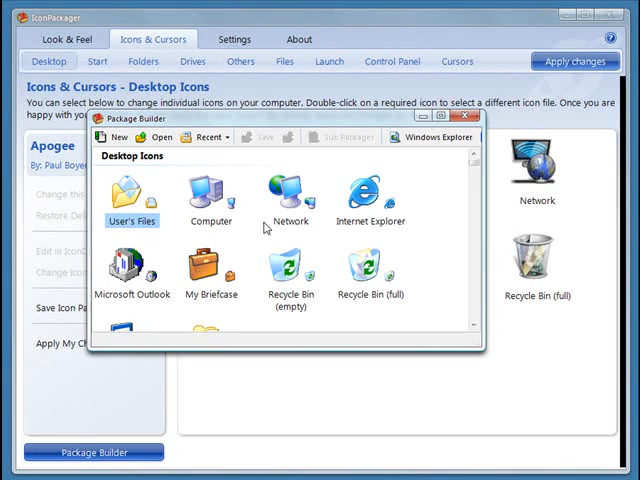 IconPackager
Look & Feel
Icons & Cursors
Settings
About
Desktop
Start
Folders
Drives
Others
Files
Launch
Control Panel
Cursors
Apply changes
Icons & Cursors - Desktop Icons
You can select below to change individual icons on your computer. Double-click on a required icon to select a different icon file. Once you are
happy with
Apogee
By: Paul Boyer
Change this
Restore De
Edit in IconD
Change Ico
Save Icon Pa
Apply My Ch
Package Builder
Package Builder
New
Open
Recent
Save
Sub Packages
Windows Explorer
Desktop Icons
User's Files
Computer
Network
Internet Explorer
Microsoft Outlook
My Briefcase
Recycle Bin
(empty)
Recycle Bin (full)
Network
Recycle Bin (full)